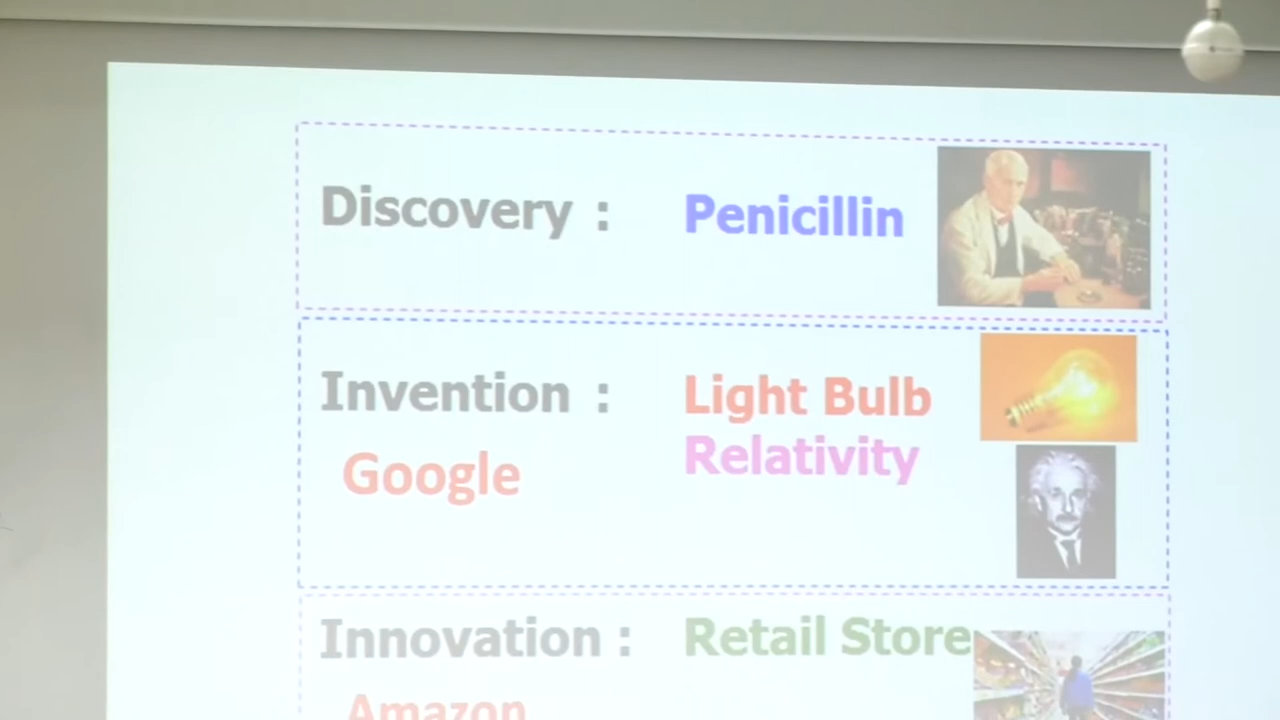 Discovery : Penicillin
Invention : Light Bulb
Relativity
Google
Innovation : Retail Store
Amazon